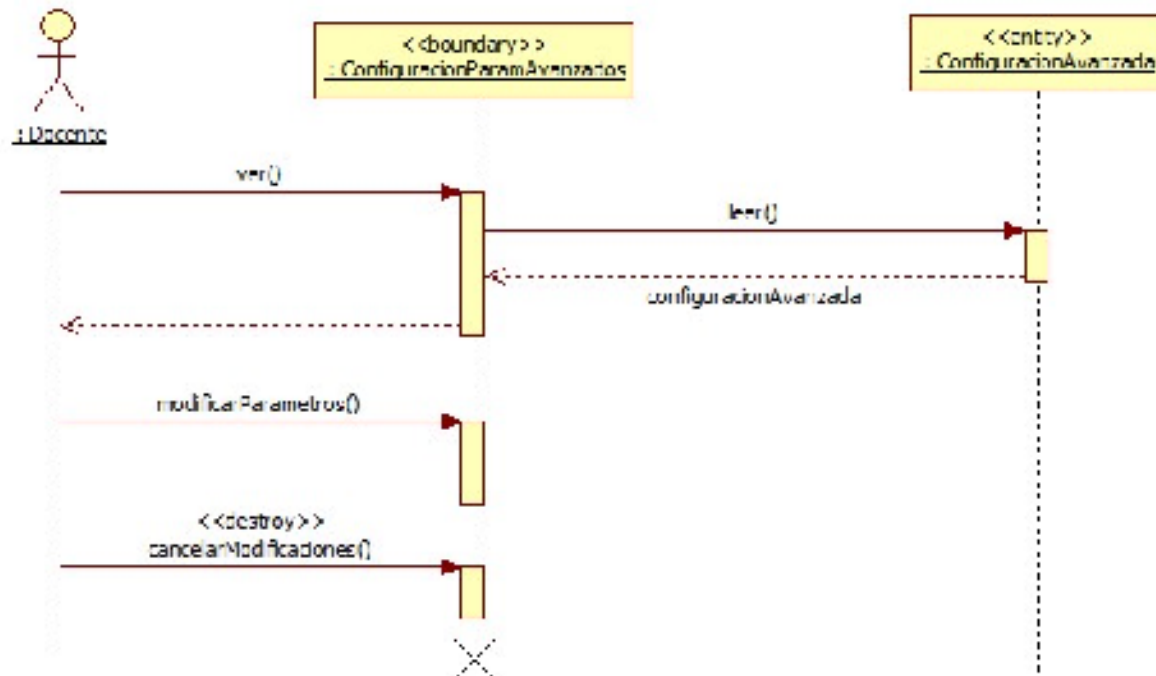 <<boundary>>
: ConfiguracionParamAvanzados
<<entity>>
: ConfiguracionAvanzada
: Docente
ver()
leer()
configuracionAvanzada
modificarParametros()
<<destroy>>
cancelarModificaciones()